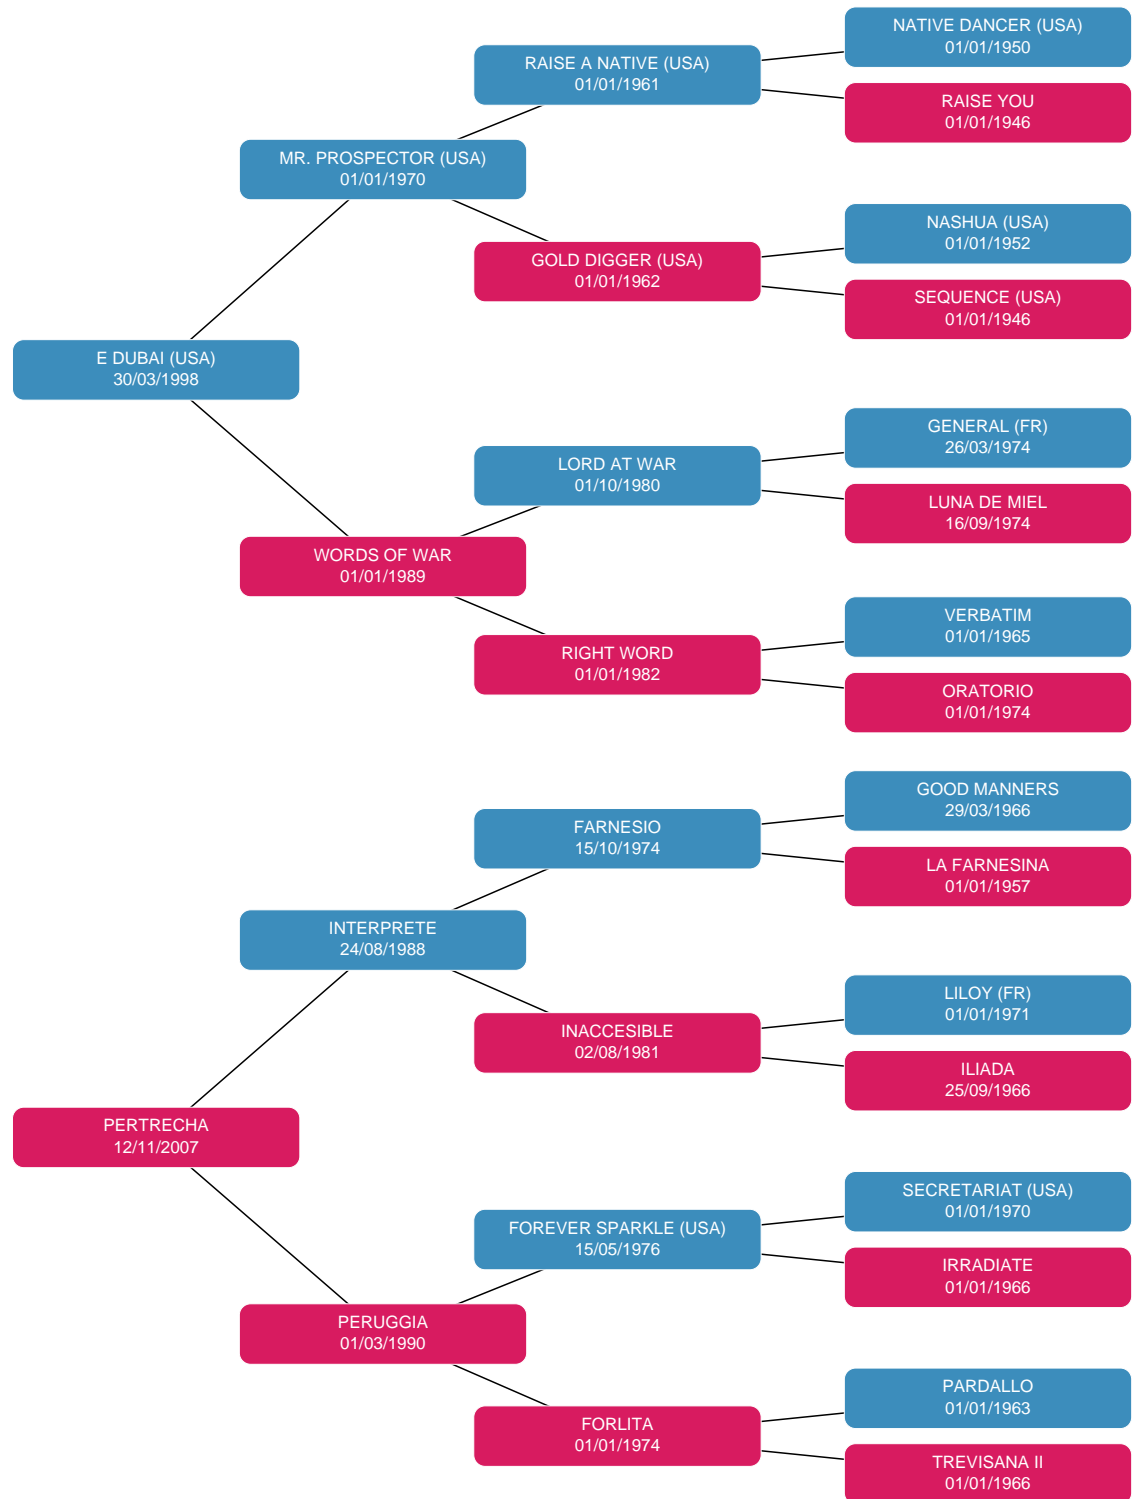 NATIVE DANCER (USA)
01/01/1950
RAISE A NATIVE (USA)
01/01/1961
RAISE YOU
01/01/1946
MR. PROSPECTOR (USA)
01/01/1970
NASHUA (USA)
01/01/1952
GOLD DIGGER (USA)
01/01/1962
SEQUENCE (USA)
01/01/1946
E DUBAI (USA)
30/03/1998
GENERAL (FR)
26/03/1974
LORD AT WAR
01/10/1980
LUNA DE MIEL
16/09/1974
WORDS OF WAR
01/01/1989
VERBATIM
01/01/1965
RIGHT WORD
01/01/1982
ORATORIO
01/01/1974
GOOD MANNERS
29/03/1966
FARNESIO
15/10/1974
LA FARNESINA
01/01/1957
INTERPRETE
24/08/1988
LILOY (FR)
01/01/1971
INACCESIBLE
02/08/1981
ILIADA
25/09/1966
PERTRECHA
12/11/2007
SECRETARIAT (USA)
01/01/1970
FOREVER SPARKLE (USA)
15/05/1976
IRRADIATE
01/01/1966
PERUGGIA
01/03/1990
PARDALLO
01/01/1963
FORLITA
01/01/1974
TREVISANA II
01/01/1966